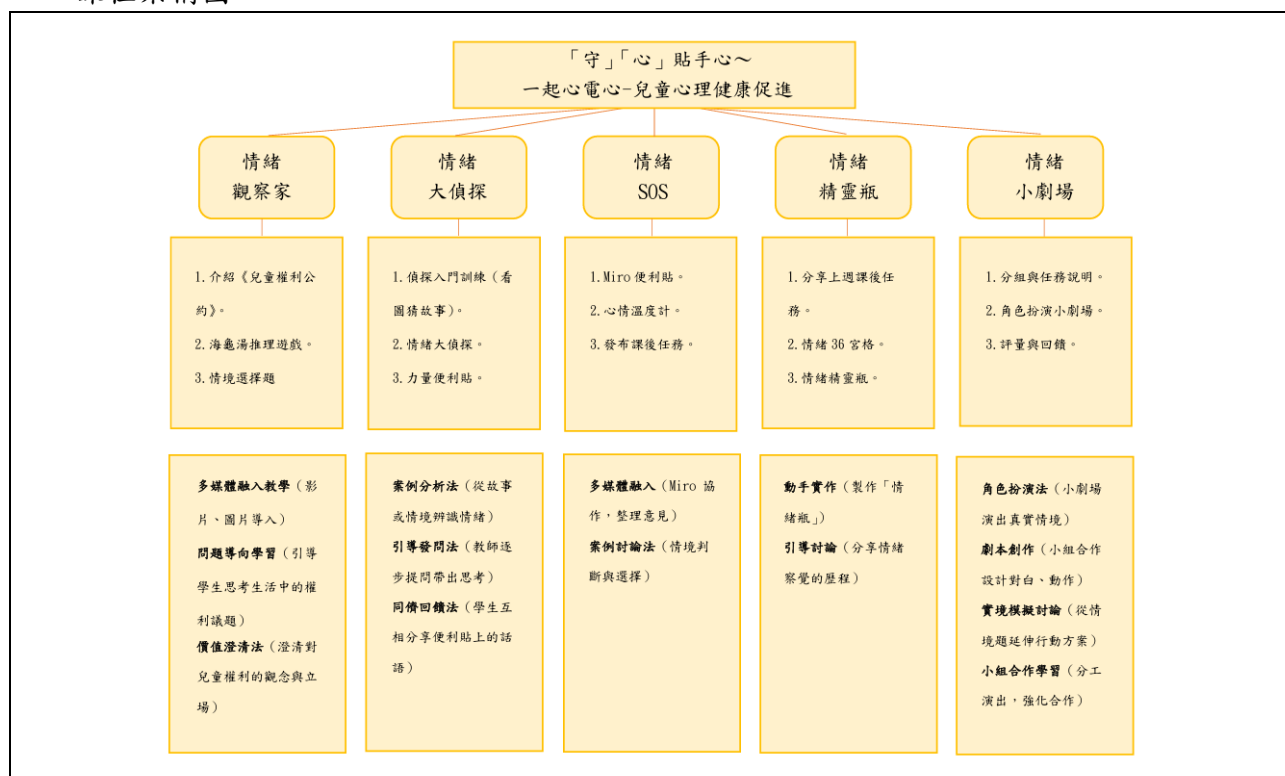 「守」「心」貼手心～
一起心電心-兒童心理健康促進
情緒
觀察家
情緒
大偵探
情緒
SOS
情緒
精靈瓶
情緒
小劇場
1.介紹《兒童權利公
約》。
2.海龜湯推理遊戲。
3.情境選擇題
1.偵探入門訓練（看
圖猜故事）。
2.情緒大偵探。
3.力量便利貼。
1.Miro 便利貼。
2.心情溫度計。
3.發布課後任務。
1.分享上週課後任
務。
2.情緒 36 宮格。
3.情緒精靈瓶。
1.分組與任務說明。
2.角色扮演小劇場。
3.評量與回饋。
多媒體融入教學（影
片、圖片導入）
問題導向學習（引導
學生思考生活中的權
利議題）
價值澄清法（澄清對
兒童權利的觀念與立
場）
案例分析法（從故事
或情境辨識情緒）
引導發問法（教師逐
步提問帶出思考）
同儕回饋法（學生互
相分享便利貼上的話
語）
多媒體融入（Miro 協
作，整理意見）
案例討論法（情境判
斷與選擇）
動手實作（製作「情
緒瓶」）
引導討論（分享情緒
察覺的歷程）
角色扮演法（小劇場
演出真實情境）
劇本創作（小組合作
設計對白、動作）
實境模擬討論（從情
境題延伸行動方案）
小組合作學習（分工
演出，強化合作）